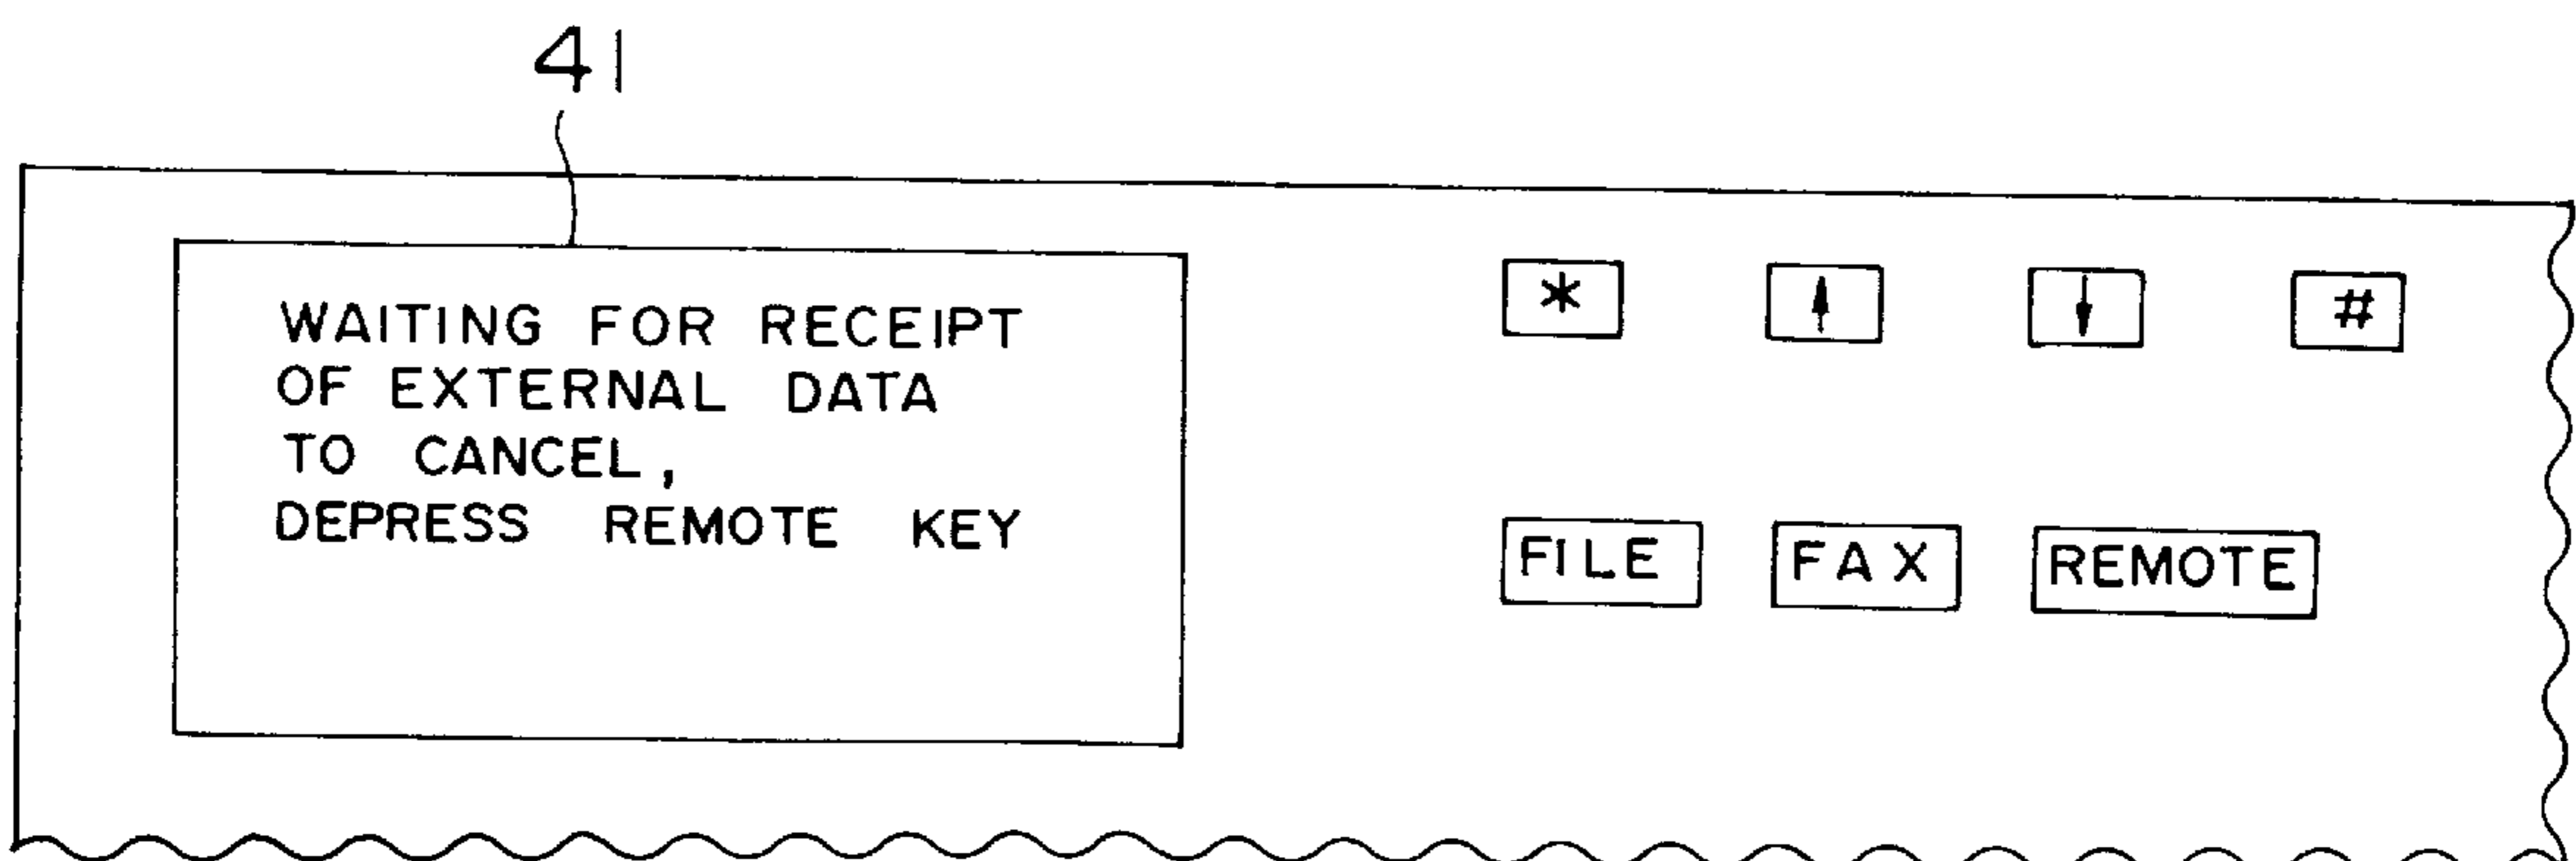 41
WAITING FOR RECEIPT
OF EXTERNAL DATA
TO CANCEL,
DEPRESS REMOTE KEY
* ↑ ↓ #
FILE FAX REMOTE